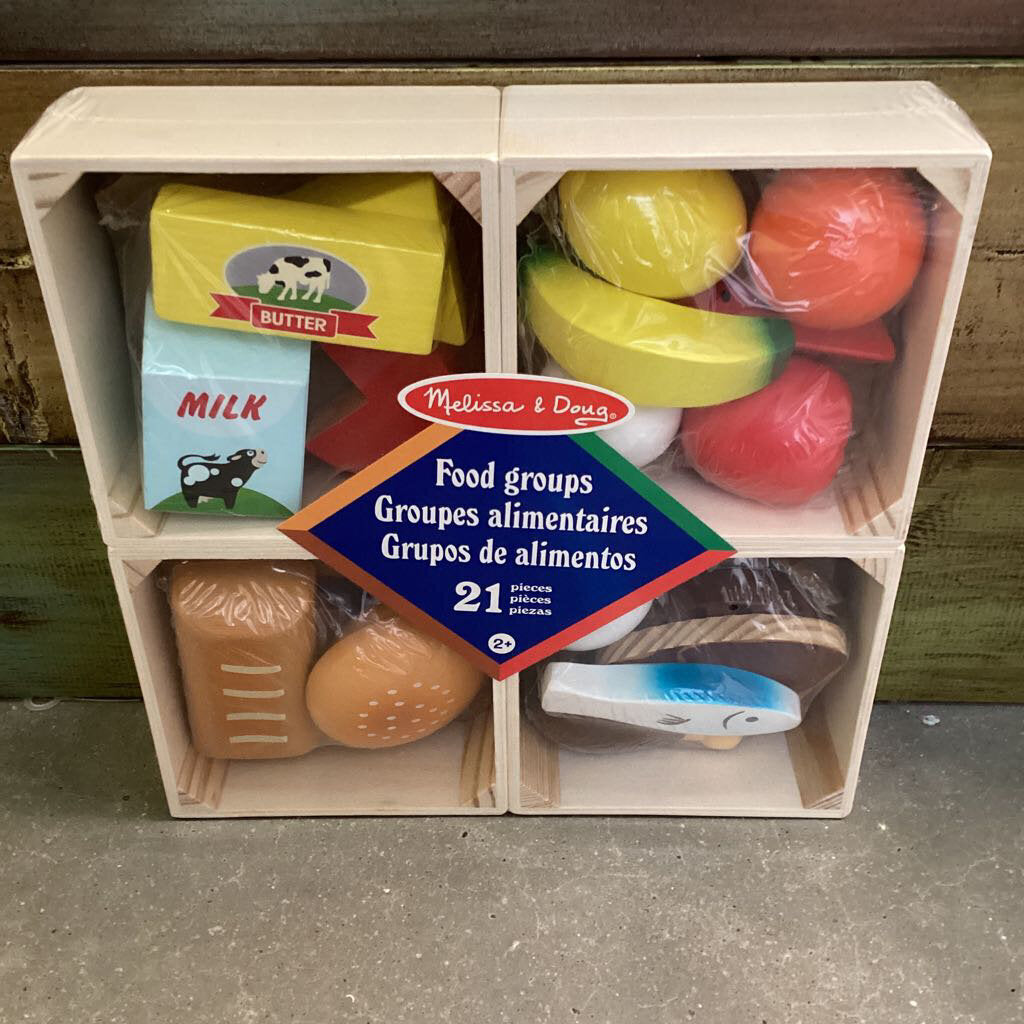 BUTTER
MILK
Melissa & Doug®
Food groups
Groupes alimentaires
Grupos de alimentos
21 pieces
pièces
piezas
2+